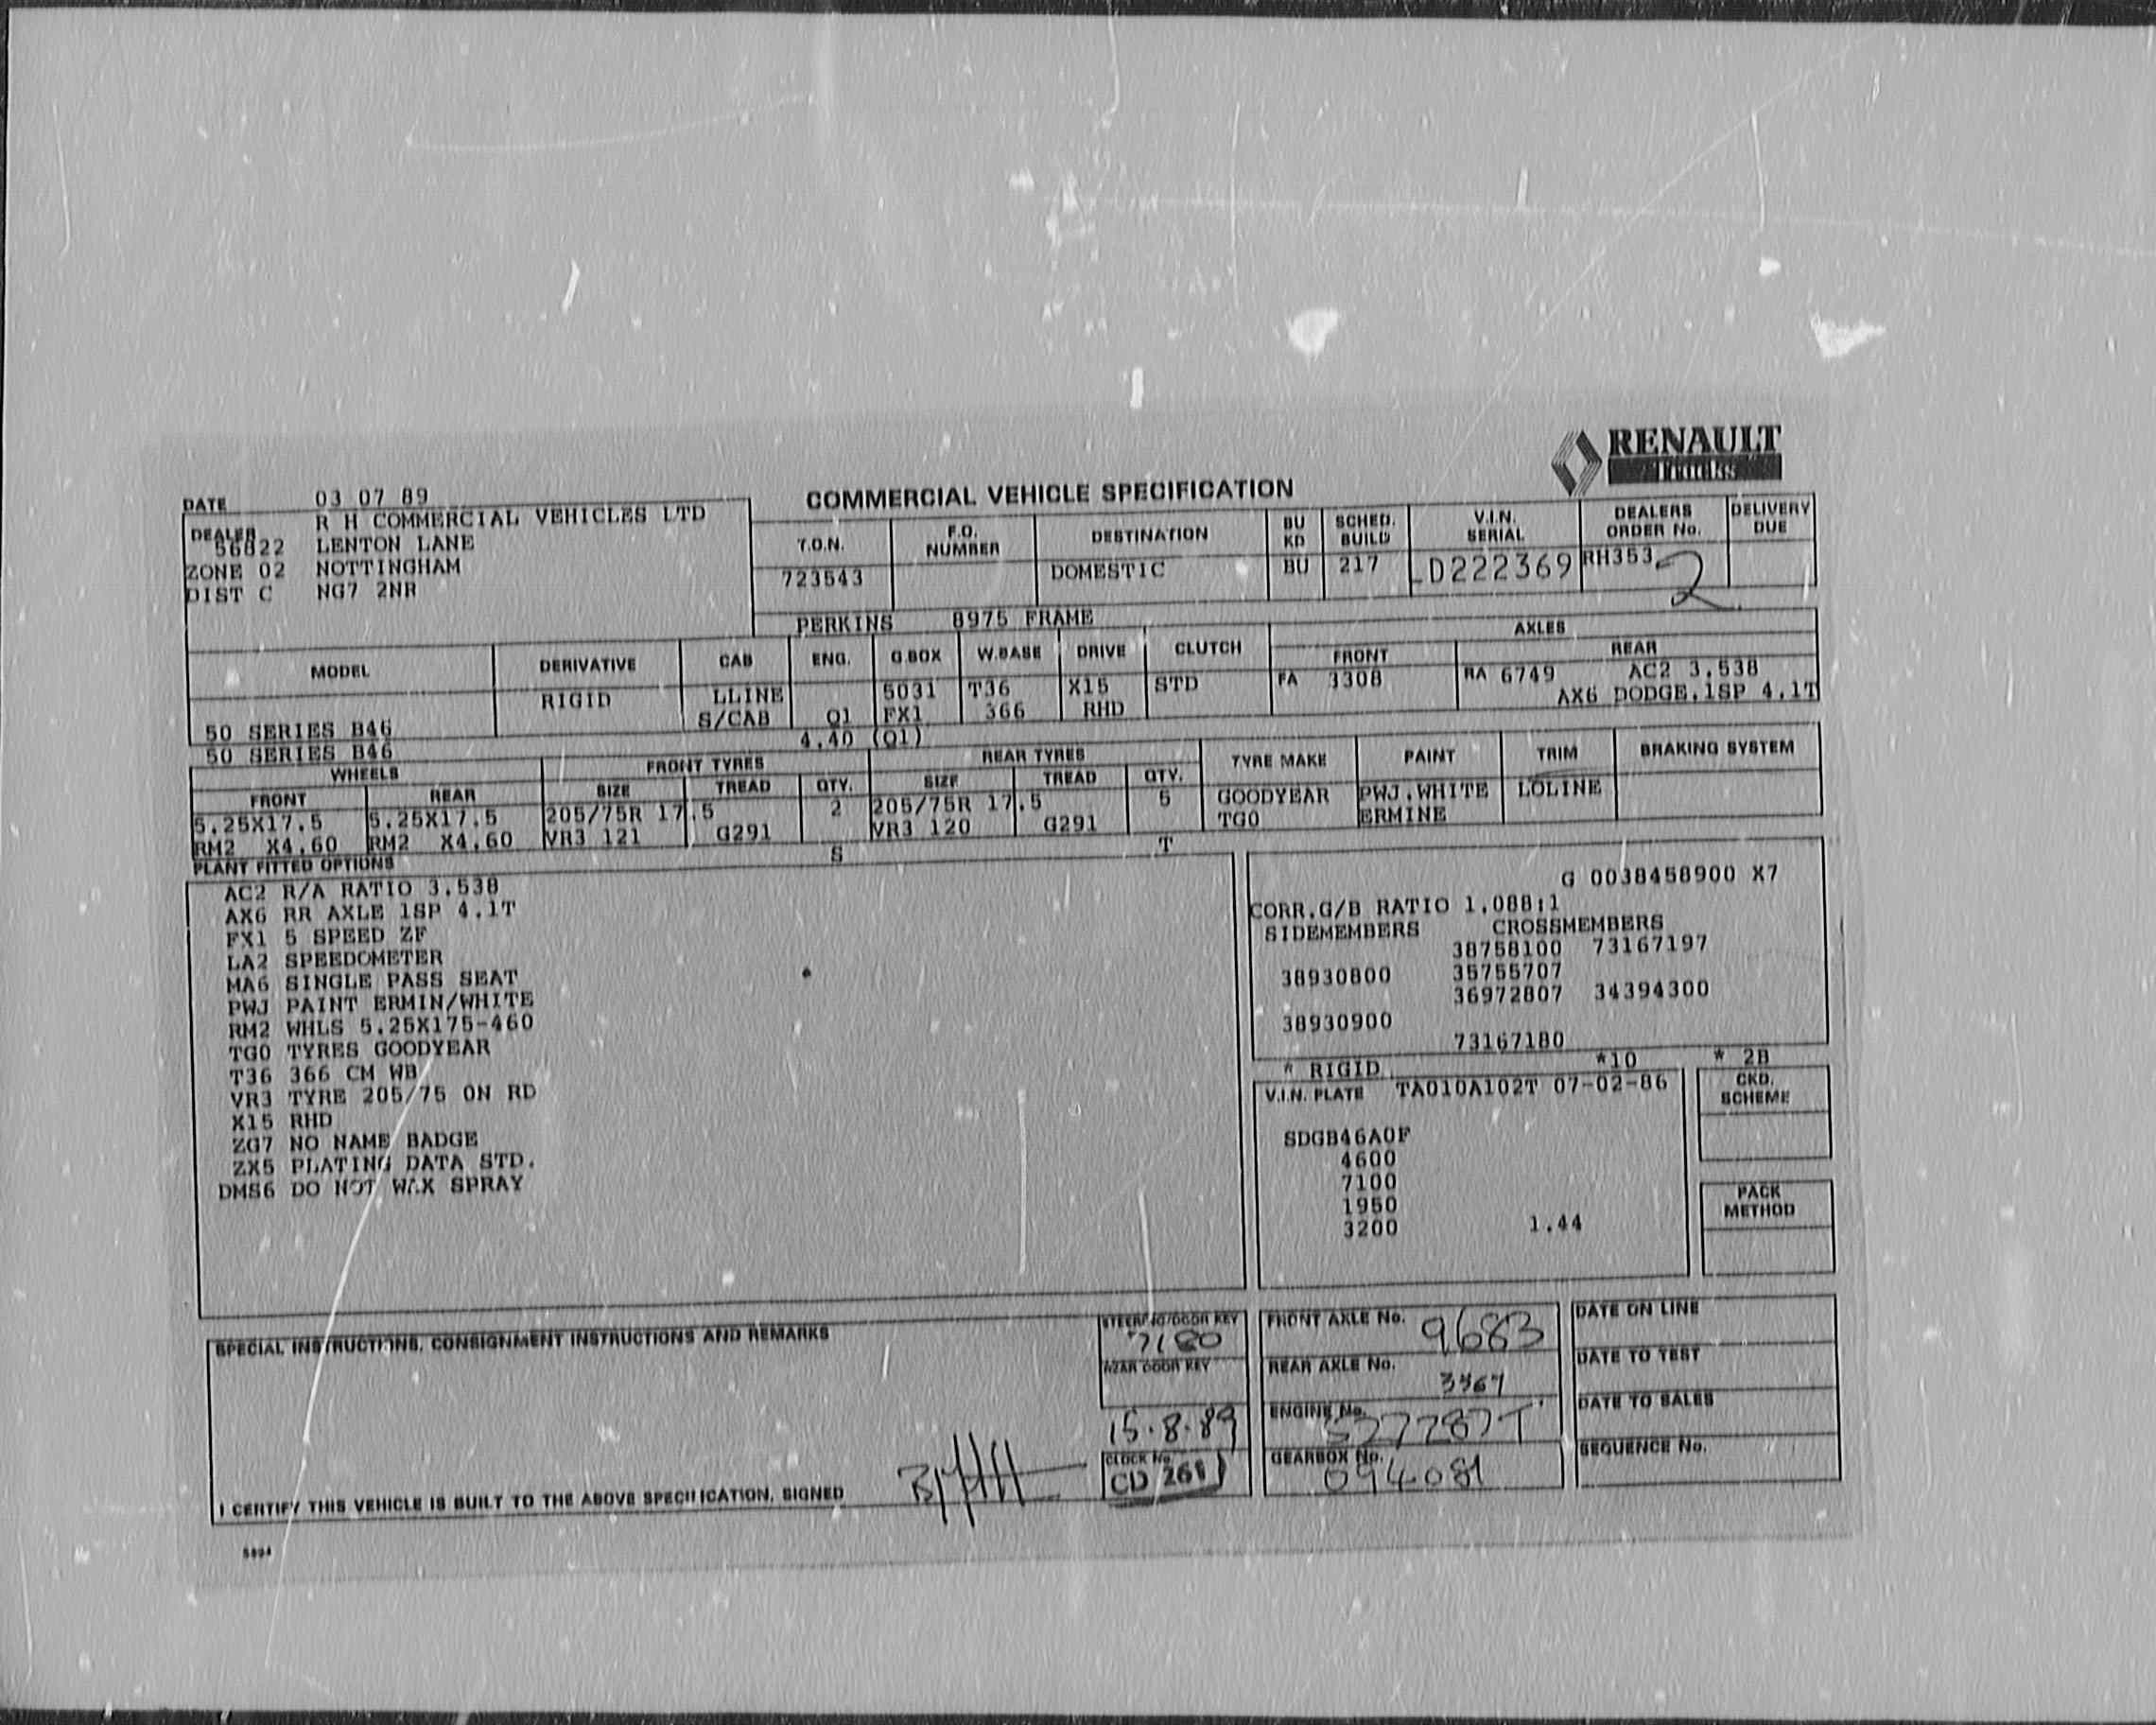 RENAULT
Trucks
COMMERCIAL VEHICLE SPECIFICATION
DATE 03 07 89
DEALER R H COMMERCIAL VEHICLES LTD
56822 LENTON LANE
ZONE 02 NOTTINGHAM
DIST C NG7 2NR
T.O.N. F.O. NUMBER DESTINATION BU KD SCHED. BUILD V.I.N. SERIAL DEALERS ORDER No. DELIVERY DUE
723543 DOMESTIC BU 217 LD222369 RH353 2
PERKINS 8975 FRAME
MODEL DERIVATIVE CAB ENG. G.BOX W.BASE DRIVE CLUTCH AXLES
FRONT REAR
RIGID LLINE 5031 T36 X15 STD FA 3308 RA 6749 AC2 3.538
50 SERIES B46 S/CAB Q1 FX1 366 RHD AX6 DODGE.1SP 4.1T
50 SERIES B46 4.40 (Q1)
WHEELS FRONT TYRES REAR TYRES TYRE MAKE PAINT TRIM BRAKING SYSTEM
FRONT REAR SIZE TREAD QTY. SIZE TREAD QTY.
5.25X17.5 5.25X17.5 205/75R 17.5 2 205/75R 17.5 5 GOODYEAR PWJ.WHITE LOLINE
RM2 X4.60 RM2 X4.60 VR3 121 G291 VR3 120 G291 TG0 ERMINE
S T
PLANT FITTED OPTIONS
AC2 R/A RATIO 3.538
AX6 RR AXLE 1SP 4.1T
FX1 5 SPEED ZF
LA2 SPEEDOMETER
MA6 SINGLE PASS SEAT
PWJ PAINT ERMIN/WHITE
RM2 WHLS 5.25X175-460
TG0 TYRES GOODYEAR
T36 366 CM WB
VR3 TYRE 205/75 ON RD
X15 RHD
ZG7 NO NAME BADGE
ZX5 PLATING DATA STD.
DMS6 DO NOT WAX SPRAY
G 0038458900 X7
CORR.G/B RATIO 1.088:1
SIDEMEMBERS CROSSMEMBERS
38758100 73167197
38930800 35755707
36972807 34394300
38930900
73167180
* RIGID *10 * 2B
V.I.N. PLATE TA010A102T 07-02-86
CKD. SCHEME
SDGB46A0F
4600
7100
1950
3200 1.44
PACK METHOD
SPECIAL INSTRUCTIONS, CONSIGNMENT INSTRUCTIONS AND REMARKS
STEERING/DOOR KEY
7180
REAR DOOR KEY
15.8.89
CLOCK No.
CD 261
FRONT AXLE No. 9683
REAR AXLE No.
ENGINE No.
GEARBOX No. 094081
DATE ON LINE
DATE TO TEST
DATE TO SALES
SEQUENCE No.
I CERTIFY THIS VEHICLE IS BUILT TO THE ABOVE SPECIFICATION, SIGNED